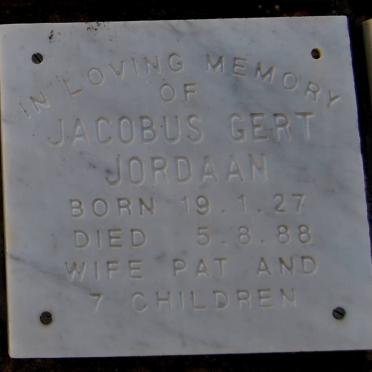 IN LOVING MEMORY
OF
JACOBUS GERT
JORDAAN
BORN 19.1.27
DIED 5.8.88
WIFE PAT AND
7 CHILDREN